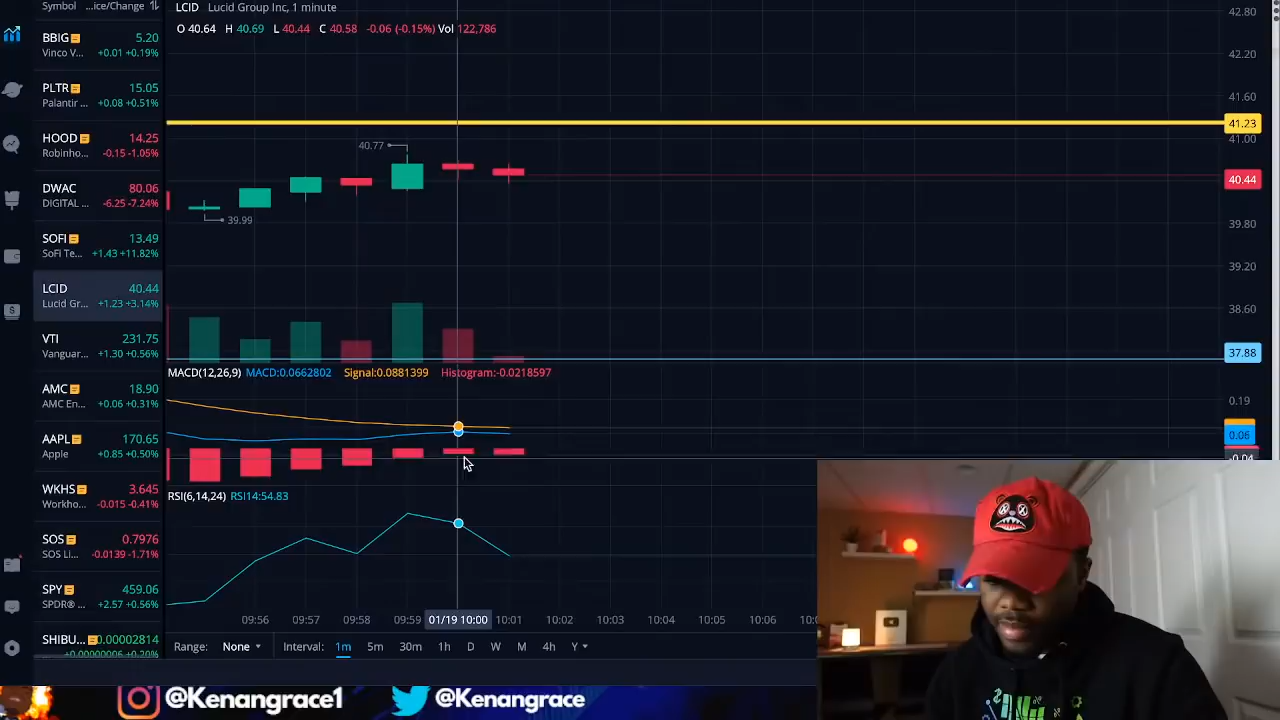 Symbol ...ice/Change
BBIG 5.20
Vinco V... +0.01 +0.19%
PLTR 15.05
Palantir ... +0.08 +0.51%
HOOD 14.25
Robinho... -0.15 -1.05%
DWAC 80.06
DIGITAL ... -6.25 -7.24%
SOFI 13.49
SoFi Te... +1.43 +11.82%
LCID 40.44
Lucid Gr... +1.23 +3.14%
VTI 231.75
Vanguar... +1.30 +0.56%
AMC 18.90
AMC En... +0.06 +0.31%
AAPL 170.65
Apple +0.85 +0.50%
WKHS 3.645
Workho... -0.015 -0.41%
SOS 0.7976
SOS Li... -0.0139 -1.71%
SPY 459.06
SPDR® ... +2.57 +0.56%
SHIBU... 0.00002814
+0.00000006 +0.20%
LCID Lucid Group Inc, 1 minute
O 40.64 H 40.69 L 40.44 C 40.58 -0.06 (-0.15%) Vol 122,786
40.77
39.99
42.80
42.20
41.60
41.23
41.00
40.44
39.80
39.20
38.60
37.88
MACD(12,26,9) MACD:0.0662802 Signal:0.0881399 Histogram:-0.0218597
0.19
0.06
-0.04
RSI(6,14,24) RSI14:54.83
09:56 09:57 09:58 09:59 01/19 10:00 10:01 10:02 10:03 10:04 10:05 10:06
Range: None Interval: 1m 5m 30m 1h D W M 4h Y
@Kenangrace1 @Kenangrace